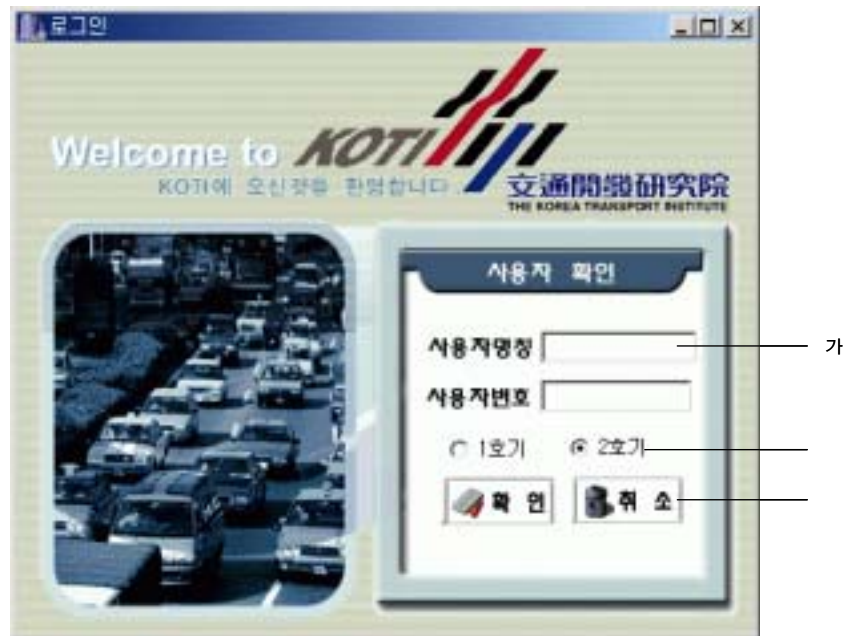 로그인
Welcome to KOTI
KOTI에 오신것을 환영합니다.
交通開發研究院
THE KOREA TRANSPORT INSTITUTE
사용자 확인
사용자명칭
가
사용자번호
1호기 2호기
확 인 취 소